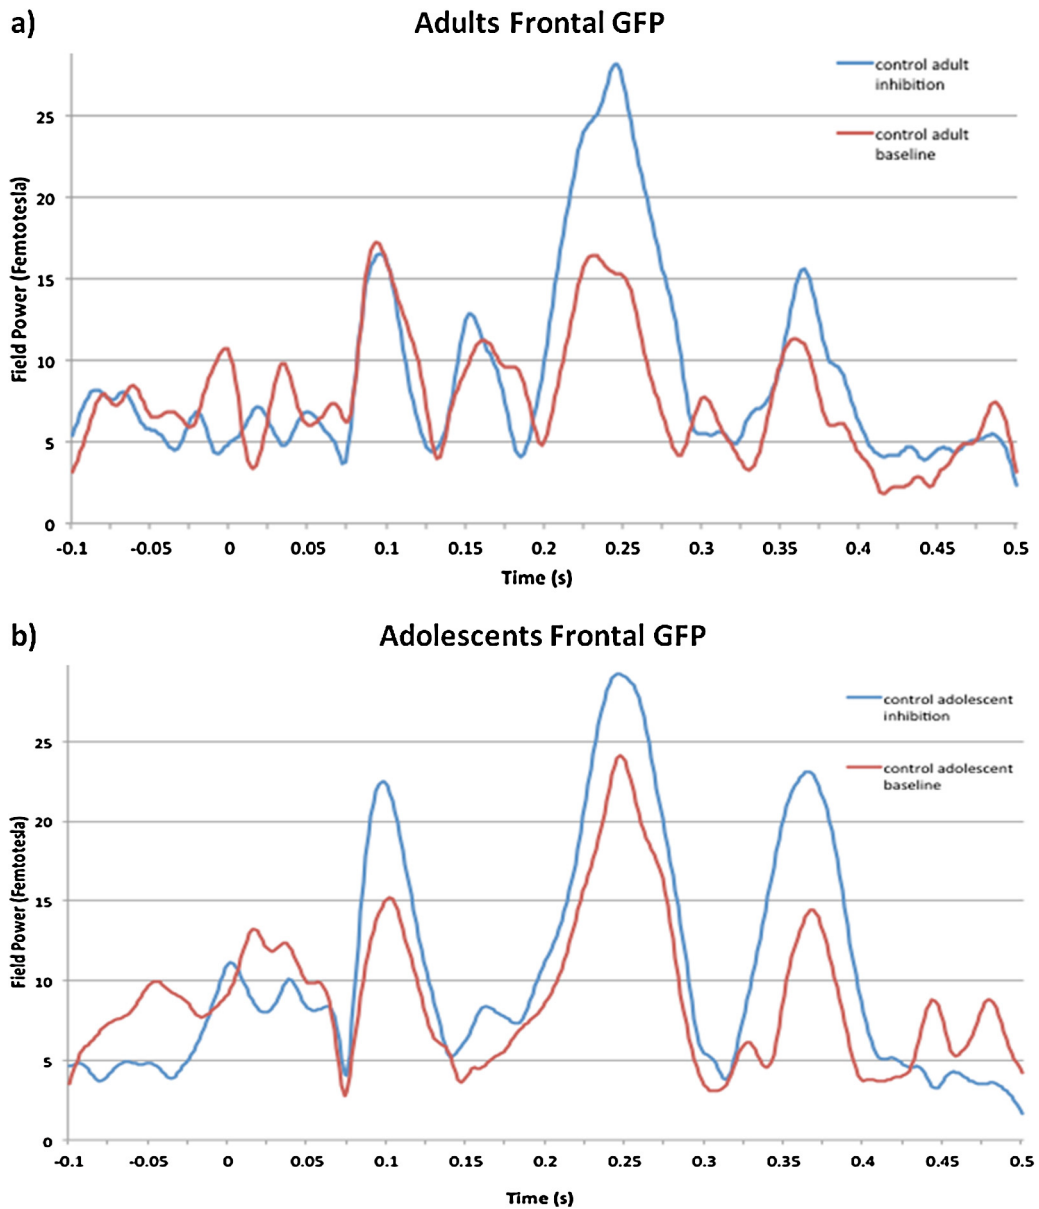 a)
Adults Frontal GFP
control adult
inhibition
control adult
baseline
Field Power (Femtotesla)
25
20
15
10
5
0
-0.1 -0.05 0 0.05 0.1 0.15 0.2 0.25 0.3 0.35 0.4 0.45 0.5
Time (s)
b)
Adolescents Frontal GFP
control adolescent
inhibition
control adolescent
baseline
Field Power (Femtotesla)
25
20
15
10
5
0
-0.1 -0.05 0 0.05 0.1 0.15 0.2 0.25 0.3 0.35 0.4 0.45 0.5
Time (s)